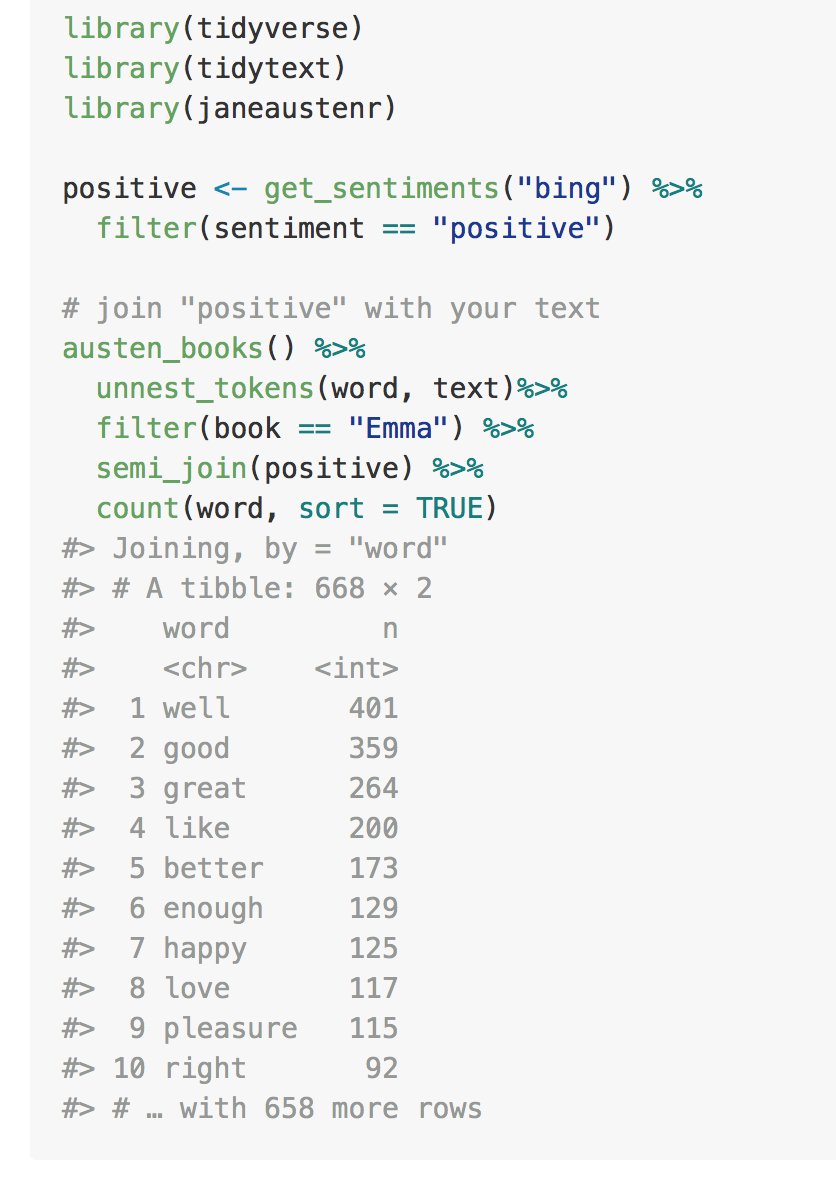 library(tidyverse)
library(tidytext)
library(janeaustenr)

positive <- get_sentiments("bing") %>%
  filter(sentiment == "positive")

# join "positive" with your text
austen_books() %>%
  unnest_tokens(word, text)%>%
  filter(book == "Emma") %>%
  semi_join(positive) %>%
  count(word, sort = TRUE)
#> Joining, by = "word"
#> # A tibble: 668 × 2
#>    word         n
#>    <chr>    <int>
#>  1 well       401
#>  2 good       359
#>  3 great      264
#>  4 like       200
#>  5 better     173
#>  6 enough     129
#>  7 happy      125
#>  8 love       117
#>  9 pleasure   115
#> 10 right       92
#> # … with 658 more rows